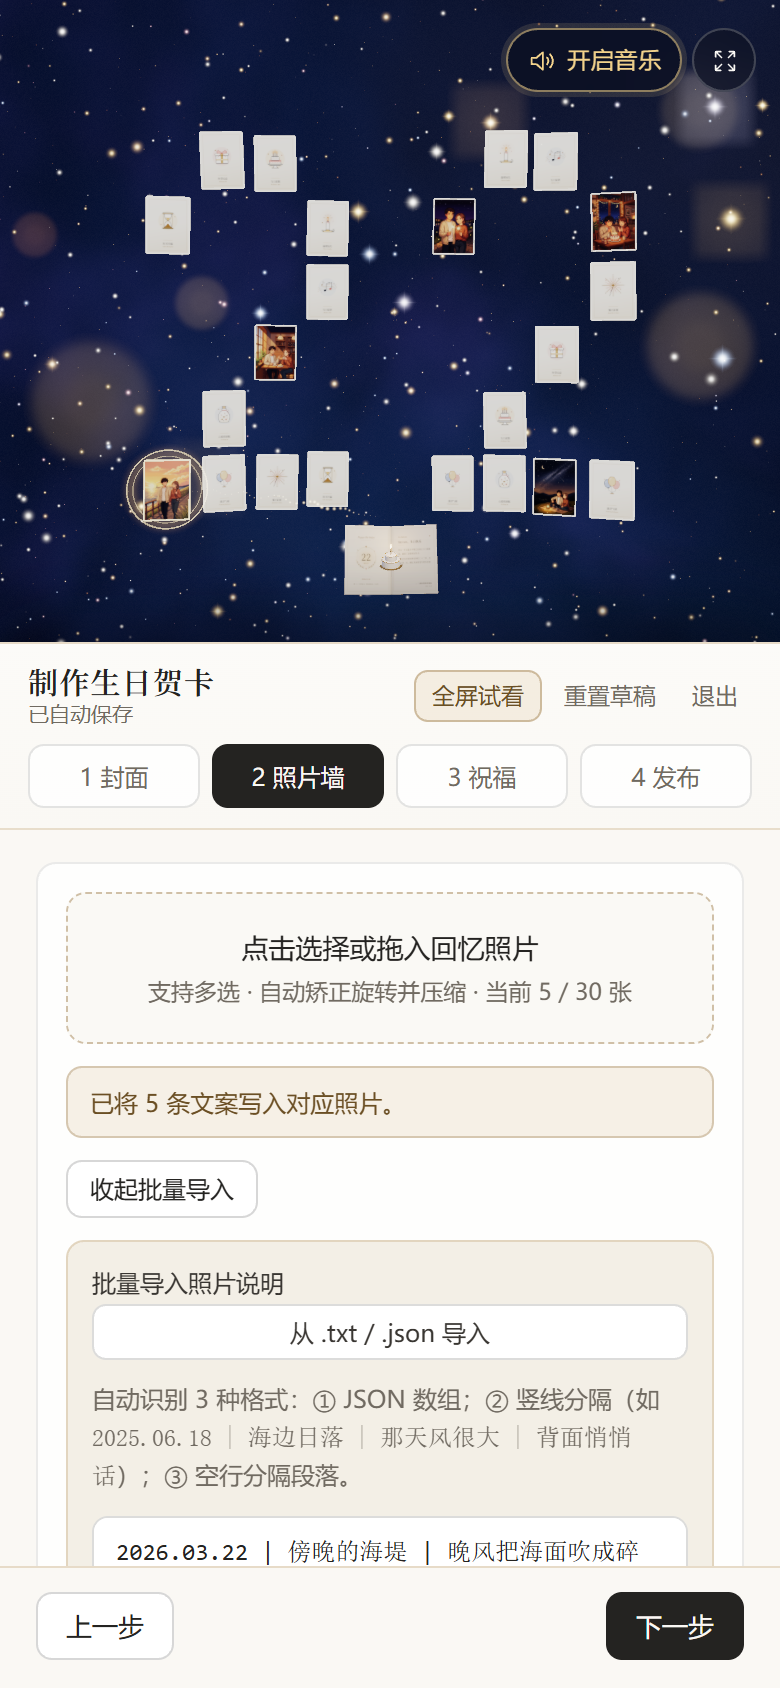 开启音乐
22
制作生日贺卡
已自动保存
全屏试看
重置草稿
退出
1 封面
2 照片墙
3 祝福
4 发布
点击选择或拖入回忆照片
支持多选 · 自动矫正旋转并压缩 · 当前 5 / 30 张
已将 5 条文案写入对应照片。
收起批量导入
批量导入照片说明
从 .txt / .json 导入
自动识别 3 种格式：① JSON 数组；② 竖线分隔（如
2025.06.18 ｜ 海边日落 ｜ 那天风很大 ｜ 背面悄悄
话）；③ 空行分隔段落。
2026.03.22 | 傍晚的海堤 | 晚风把海面吹成碎
上一步
下一步